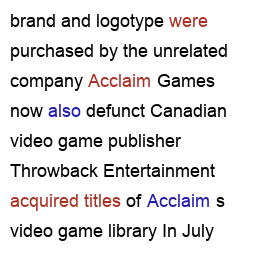 brand and logotype were
purchased by the unrelated
company Acclaim Games
now also defunct Canadian
video game publisher
Throwback Entertainment
acquired titles of Acclaim s
video game library In July